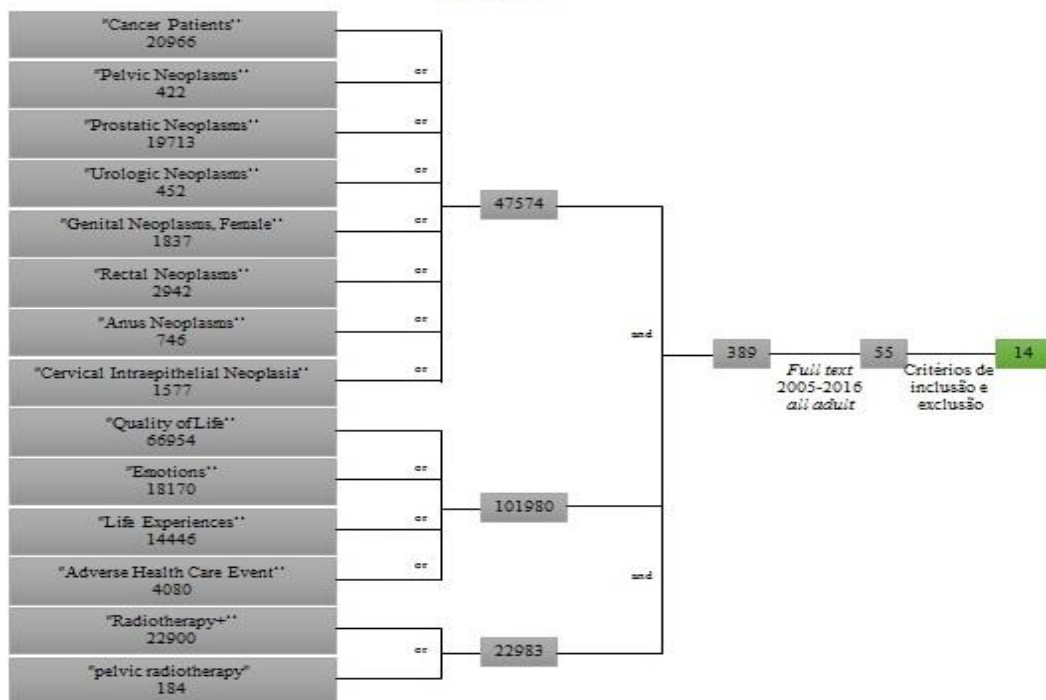 "Cancer Patients''
20966
"Pelvic Neoplasms''
422
"Prostatic Neoplasms''
19713
"Urologic Neoplasms''
452
"Genital Neoplasms, Female''
1837
"Rectal Neoplasms''
2942
"Anus Neoplasms''
746
"Cervical Intraepithelial Neoplasia''
1577
"Quality of Life''
66954
"Emotions''
18170
"Life Experiences''
14446
"Adverse Health Care Event''
4080
"Radiotherapy+''
22900
"pelvic radiotherapy"
184
or
or
or
or
or
or
or
or
or
or
or
47574
101980
22983
and
and
389
Full text
2005-2016
all adult
55
Critérios de
inclusão e
exclusão
14